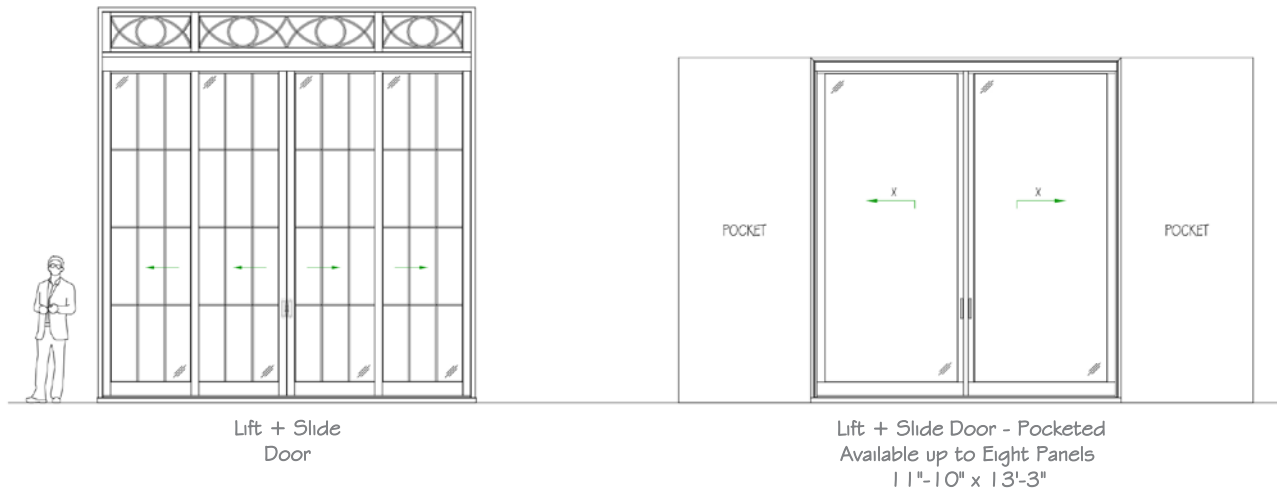 X
X
POCKET
POCKET
Lift + Slide
Door
Lift + Slide Door - Pocketed
Available up to Eight Panels
11"-10" x 13'-3"